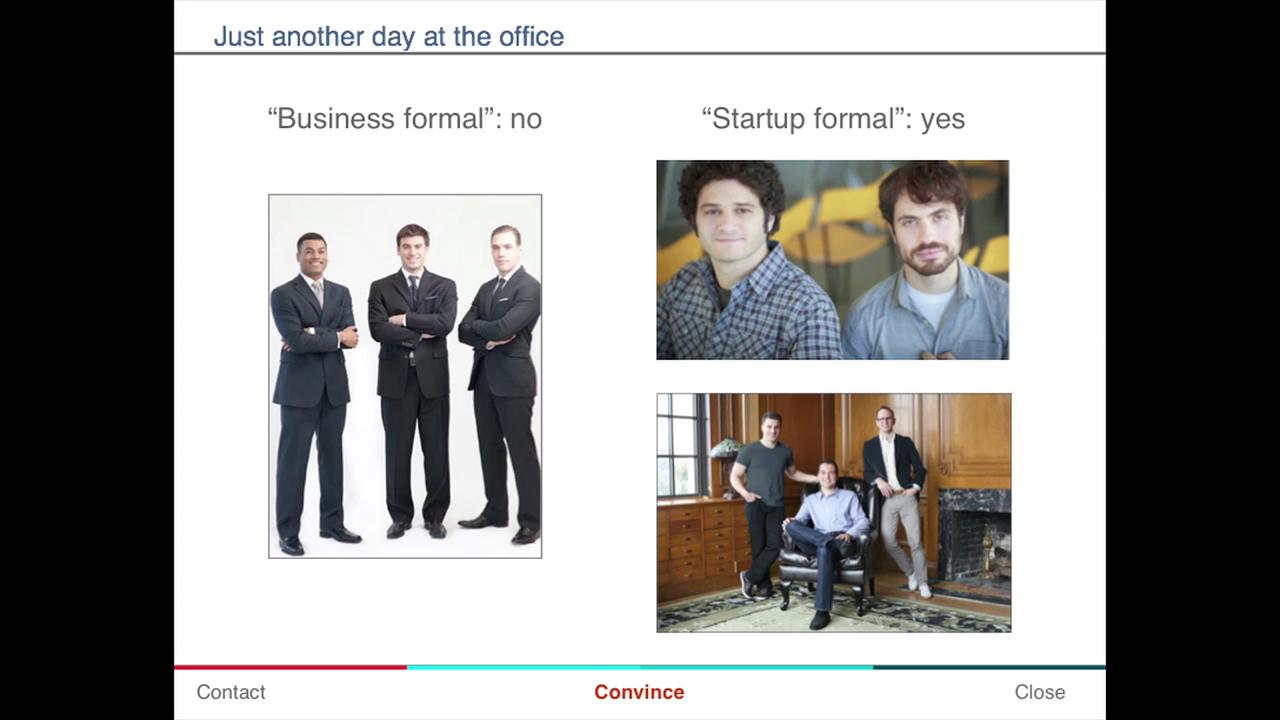 Just another day at the office
“Business formal”: no
“Startup formal”: yes
Contact
Convince
Close